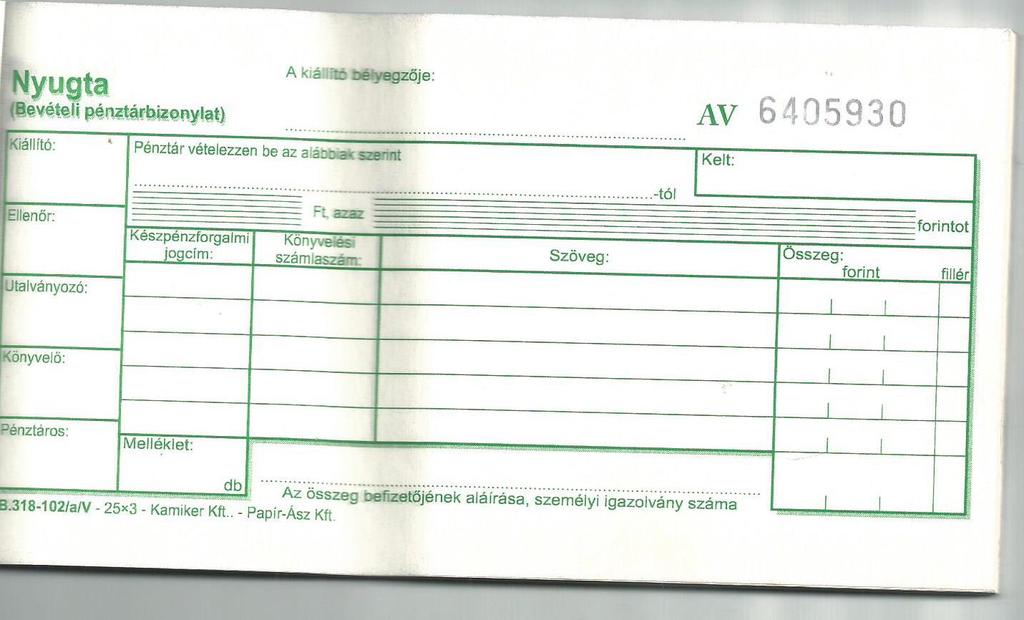 Nyugta
(Bevételi pénztárbizonylat)
A kiállító bélyegzője:
AV 6405930
Kiállító:
Pénztár vételezzen be az alábbiak szerint
Kelt:
-tól
Ellenőr:
Ft, azaz
forintot
Készpénzforgalmi
jogcím:
Könyvelési
számlaszám:
Szöveg:
Összeg:
forint fillér
Utalványozó:
Könyvelő:
Pénztáros:
Melléklet:
db
Az összeg befizetőjének aláírása, személyi igazolvány száma
B.318-102/a/V - 25×3 - Kamiker Kft.. - Papír-Ász Kft.